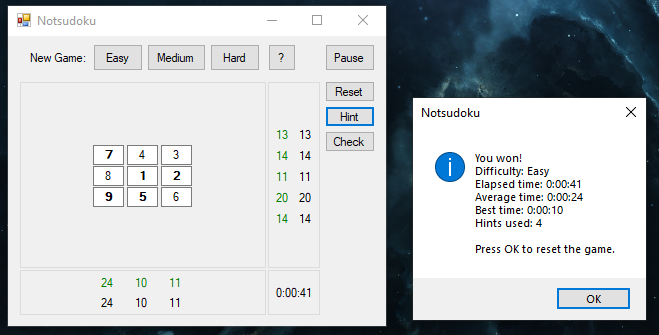 Notsudoku
New Game: Easy Medium Hard ? Pause
Reset
Hint
Check
7 4 3
8 1 2
9 5 6
13 13
14 14
11 11
20 20
14 14
24 10 11
24 10 11
0:00:41
Notsudoku
You won!
Difficulty: Easy
Elapsed time: 0:00:41
Average time: 0:00:24
Best time: 0:00:10
Hints used: 4
Press OK to reset the game.
OK